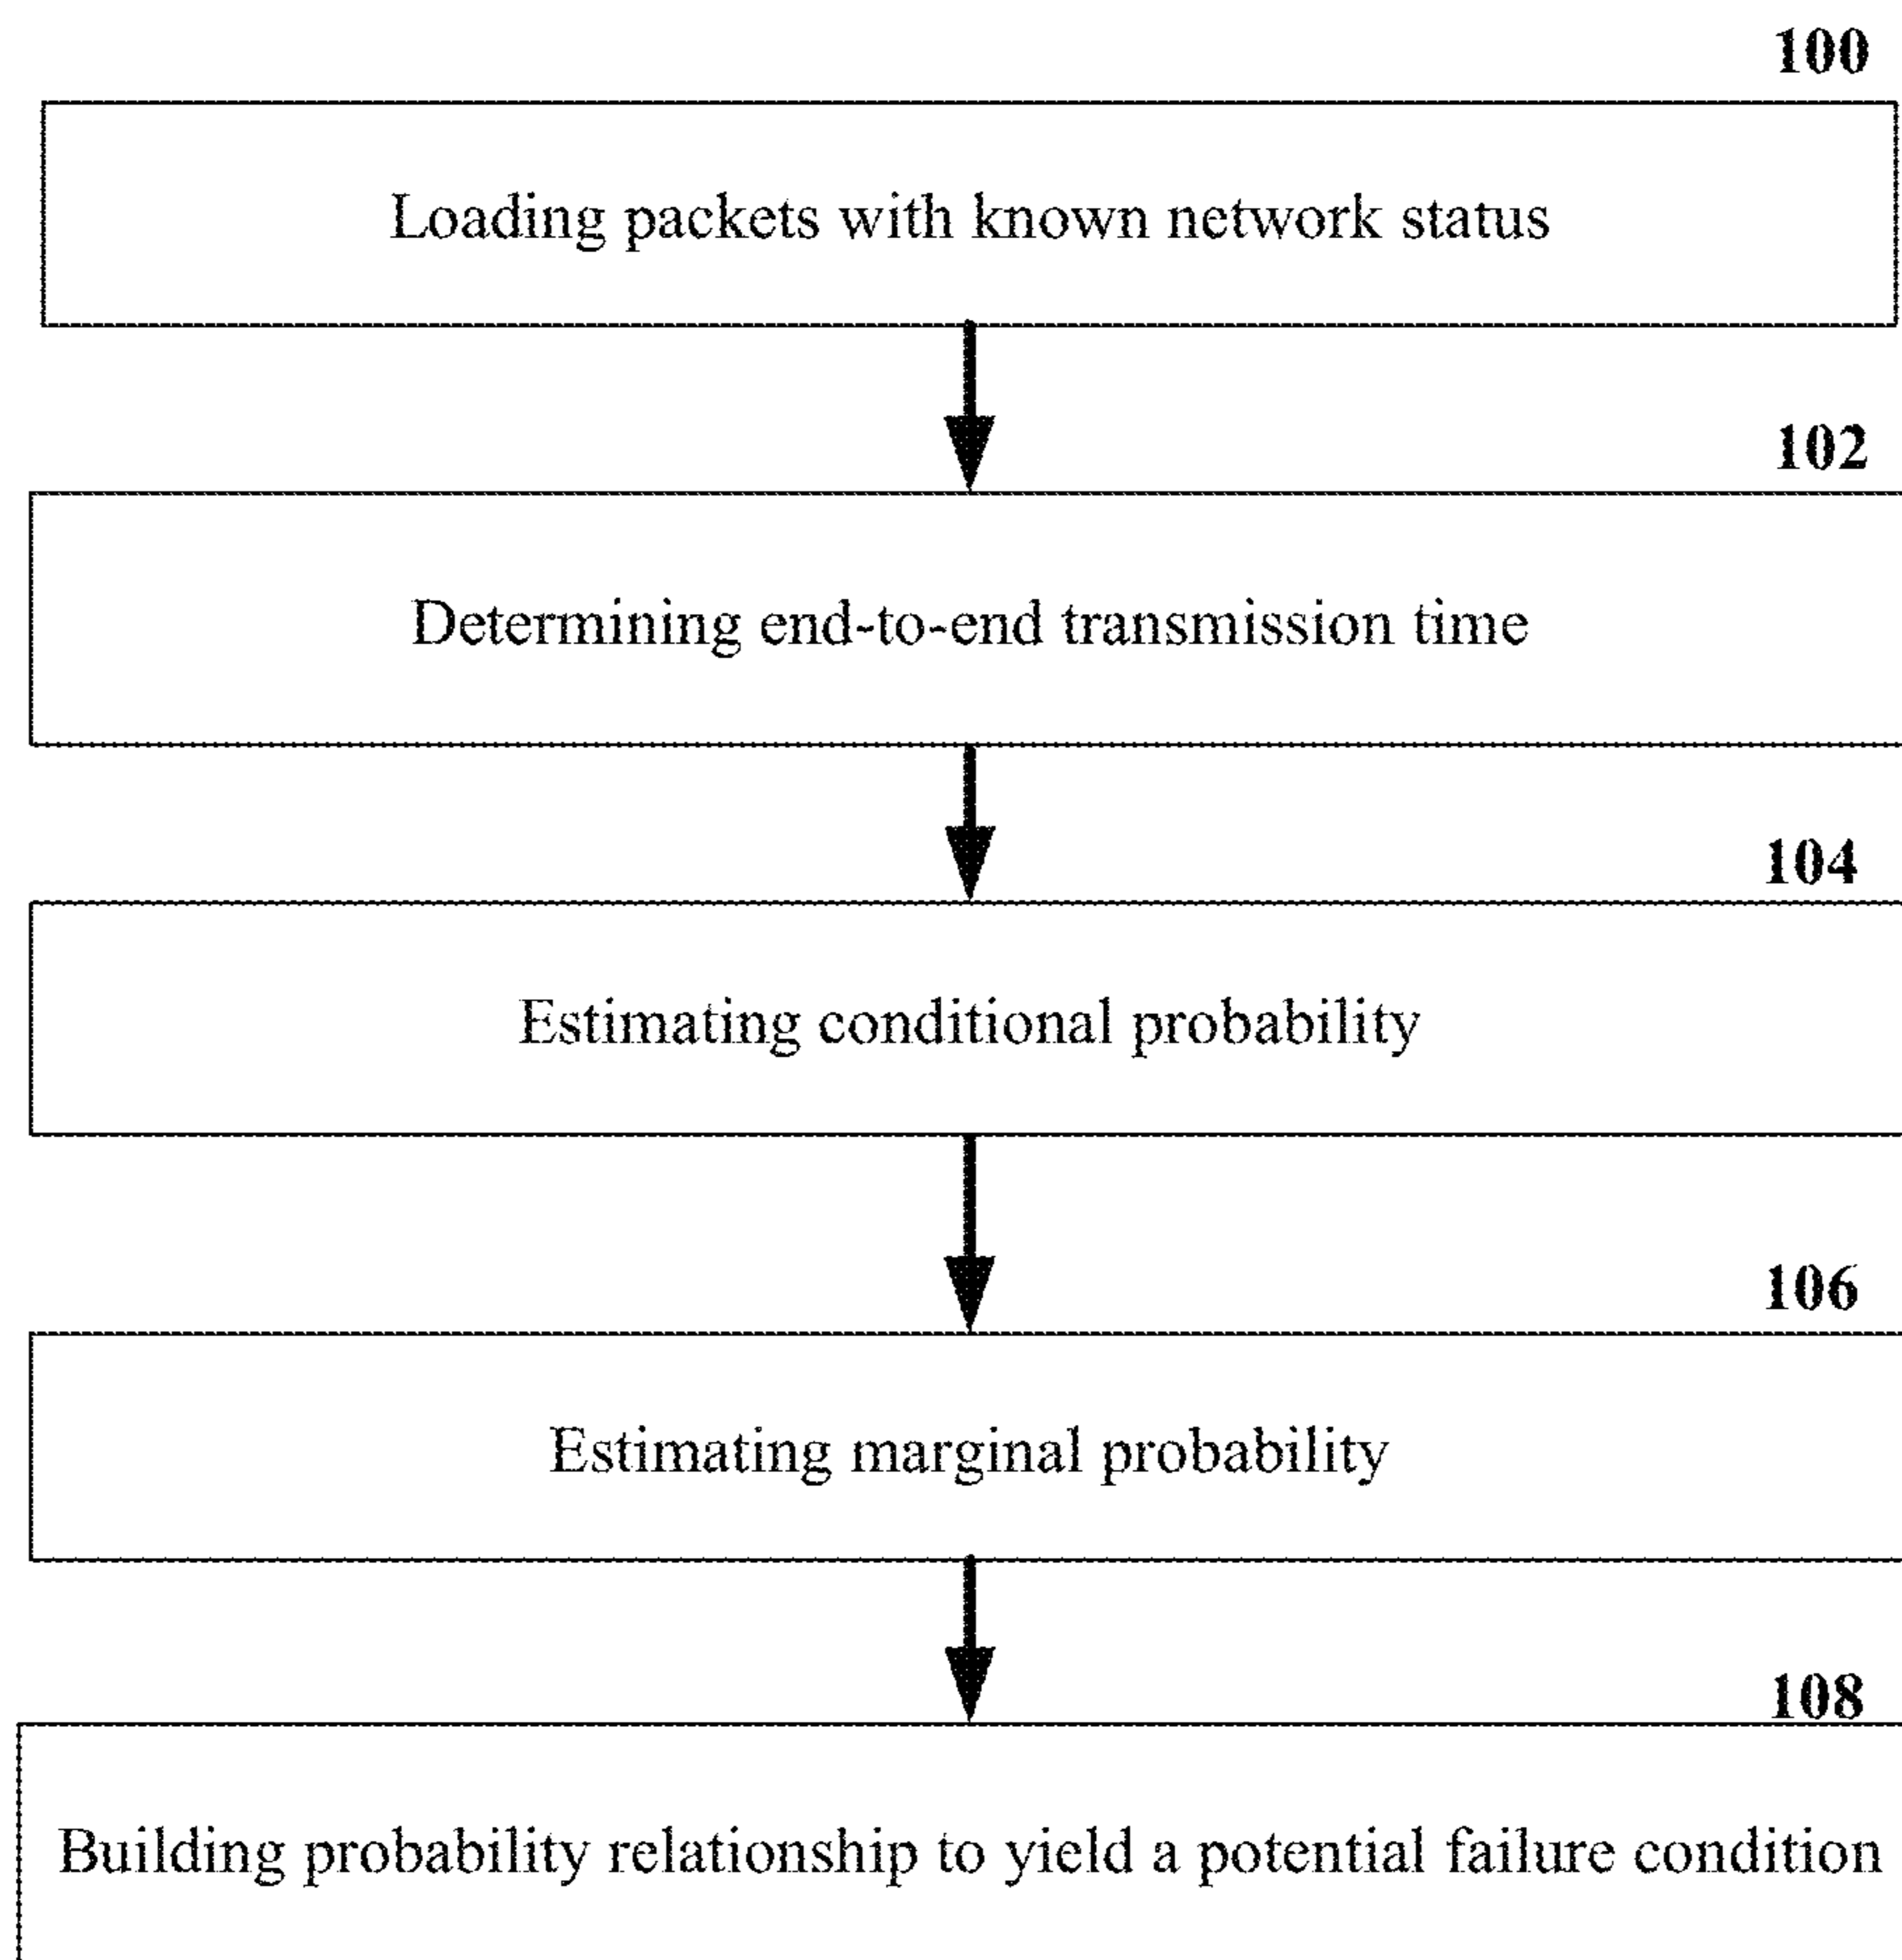 100
Loading packets with known network status
102
Determining end-to-end transmission time
104
Estimating conditional probability
106
Estimating marginal probability
108
Building probability relationship to yield a potential failure condition